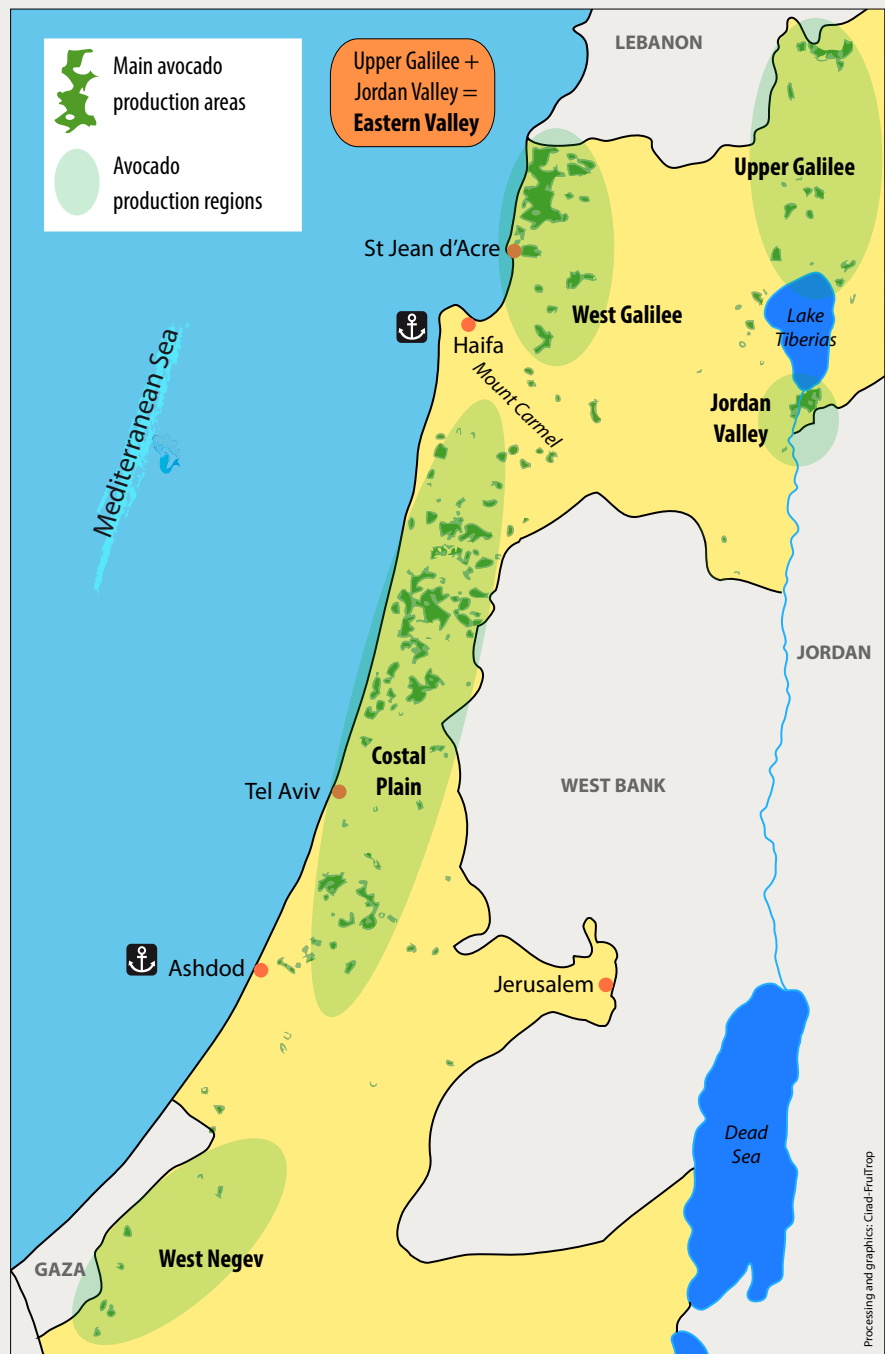 Main avocado
production areas
Avocado
production regions
Upper Galilee +
Jordan Valley =
Eastern Valley
LEBANON
Upper Galilee
St Jean d'Acre
West Galilee
Lake
Tiberias
Haifa
Mount Carmel
Mediterranean Sea
Jordan
Valley
JORDAN
Costal
Plain
Tel Aviv
WEST BANK
Ashdod
Jerusalem
Dead
Sea
West Negev
GAZA
Processing and graphics: Cirad-FruiTrop